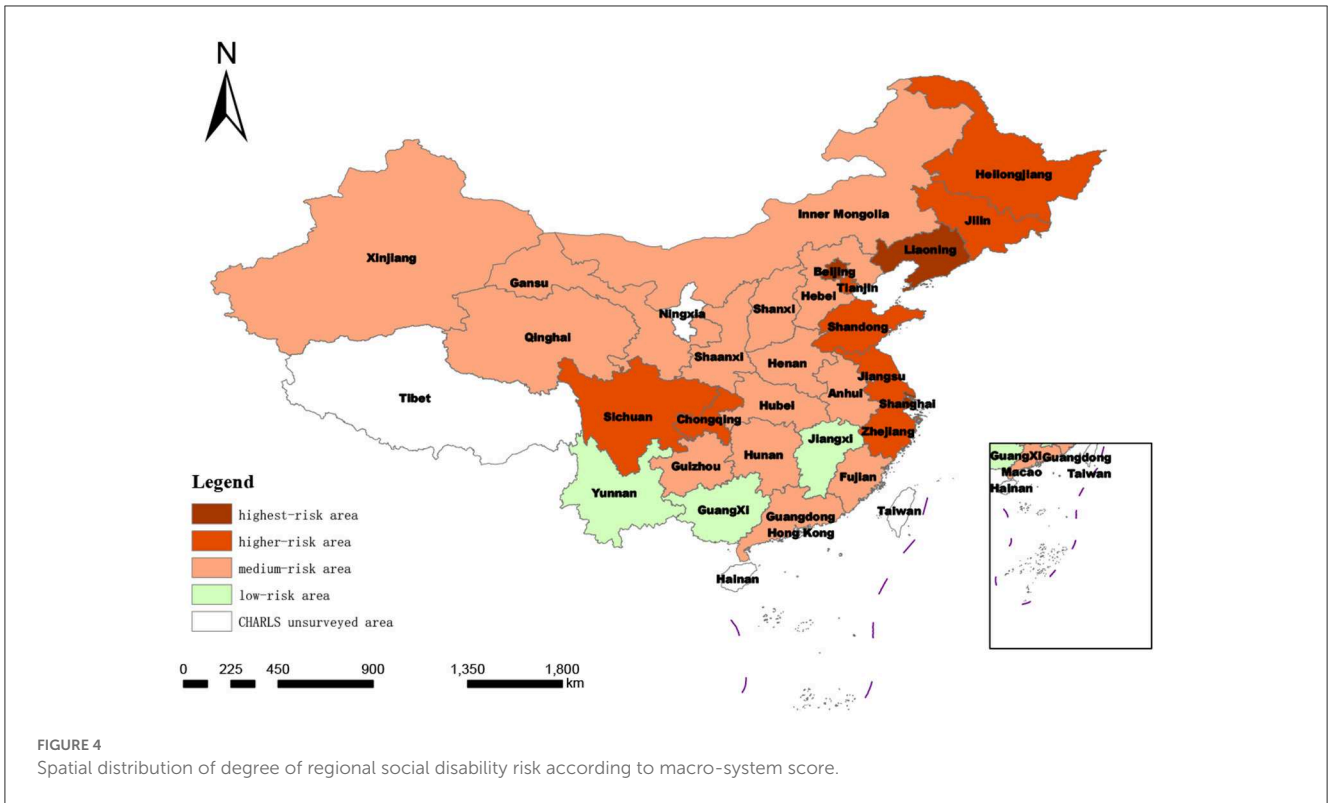 N
Heilongjiang
Inner Mongolia
Jilin
Xinjiang
Liaoning
Gansu
Beijing
Tianjin
Hebei
Shanxi
Ningxia
Shandong
Qinghai
Shaanxi
Henan
Jiangsu
Anhui
Tibet
Shanghai
Hubei
Sichuan
Chongqing
Zhejiang
Jiangxi
Hunan
Guizhou
Fujian
Yunnan
GuangXi
Guangdong
Taiwan
Hong Kong
Hainan
GuangXi
Guangdong
Macao
Taiwan
Hainan
Legend
highest-risk area
higher-risk area
medium-risk area
low-risk area
CHARLS unsurveyed area
0 225 450 900 1,350 1,800
km
FIGURE 4
Spatial distribution of degree of regional social disability risk according to macro-system score.